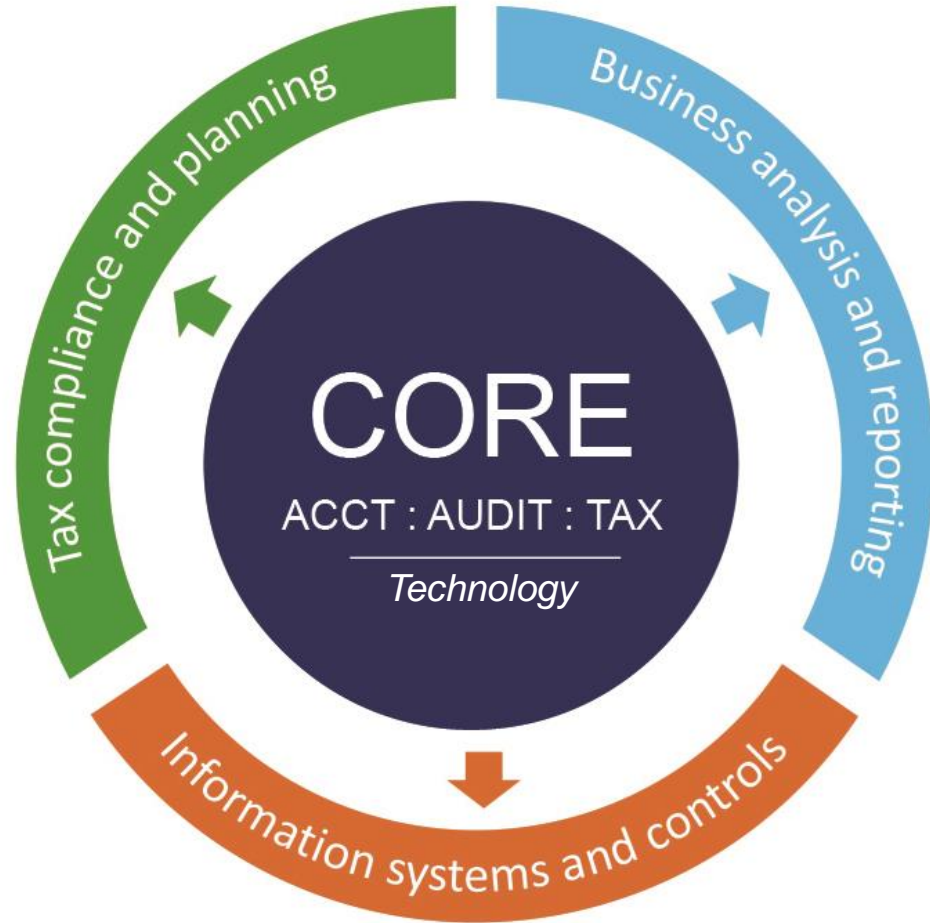 Tax compliance and planning
Business analysis and reporting
CORE
ACCT : AUDIT : TAX
Technology
Information systems and controls